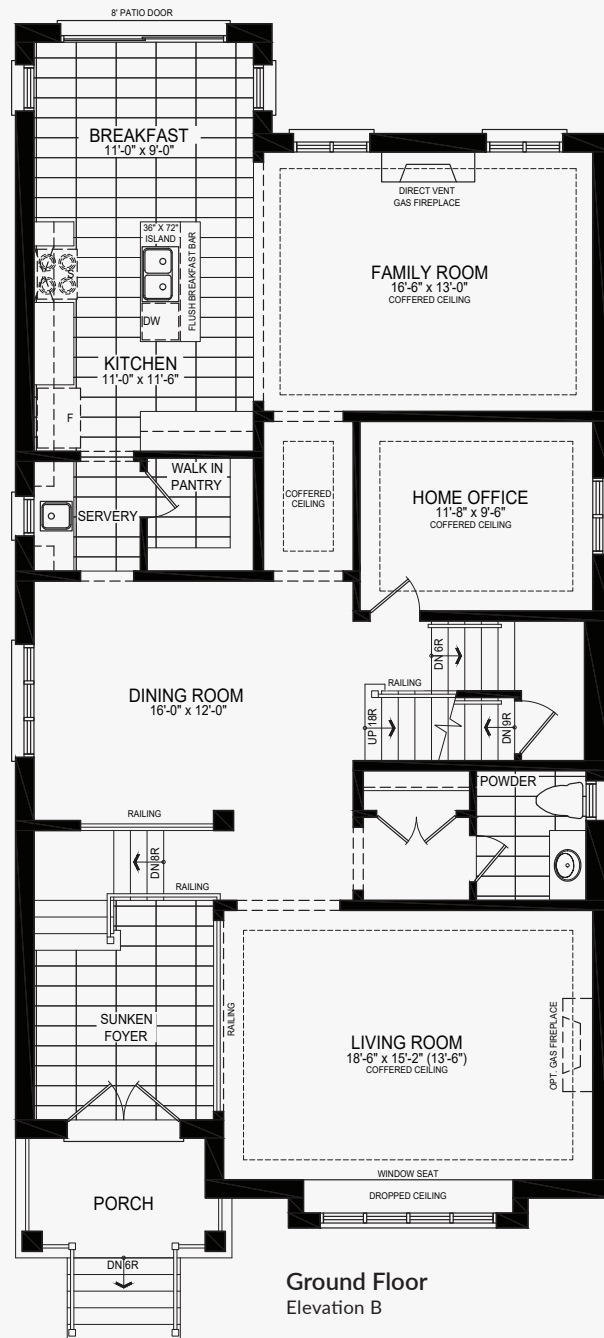 8' PATIO DOOR
BREAKFAST
11'-0" x 9'-0"
DIRECT VENT
GAS FIREPLACE
36" X 72"
ISLAND
FLUSH BREAKFAST BAR
DW
FAMILY ROOM
16'-6" x 13'-0"
COFFERED CEILING
KITCHEN
11'-0" x 11'-6"
F
WALK IN
PANTRY
SERVERY
COFFERED
CEILING
HOME OFFICE
11'-8" x 9'-6"
COFFERED CEILING
DN 6R
RAILING
UP 18R
DN 9R
DINING ROOM
16'-0" x 12'-0"
POWDER
RAILING
DN 8R
RAILING
SUNKEN
FOYER
RAILING
LIVING ROOM
18'-6" x 15'-2" (13'-6")
COFFERED CEILING
OPT. GAS FIREPLACE
WINDOW SEAT
DROPPED CEILING
PORCH
DN 6R
Ground Floor
Elevation B